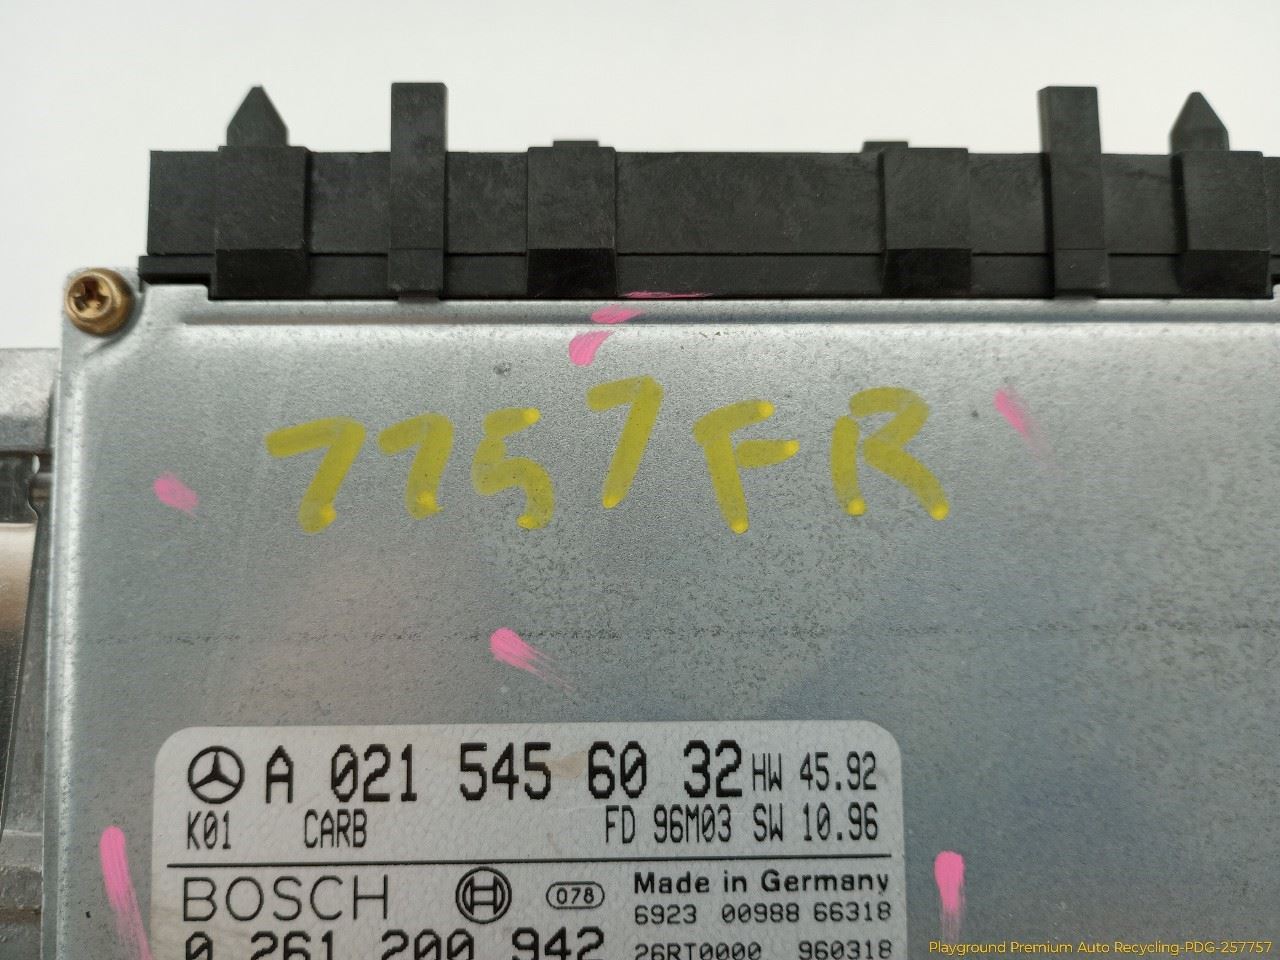 7757FR
A 021 545 60 32 HW 45.92
K01 CARB FD 96M03 SW 10.96
BOSCH 078 Made in Germany
6923 00988 66318
0 261 200 942 26RT0000 960318
Playground Premium Auto Recycling-PDG-257757